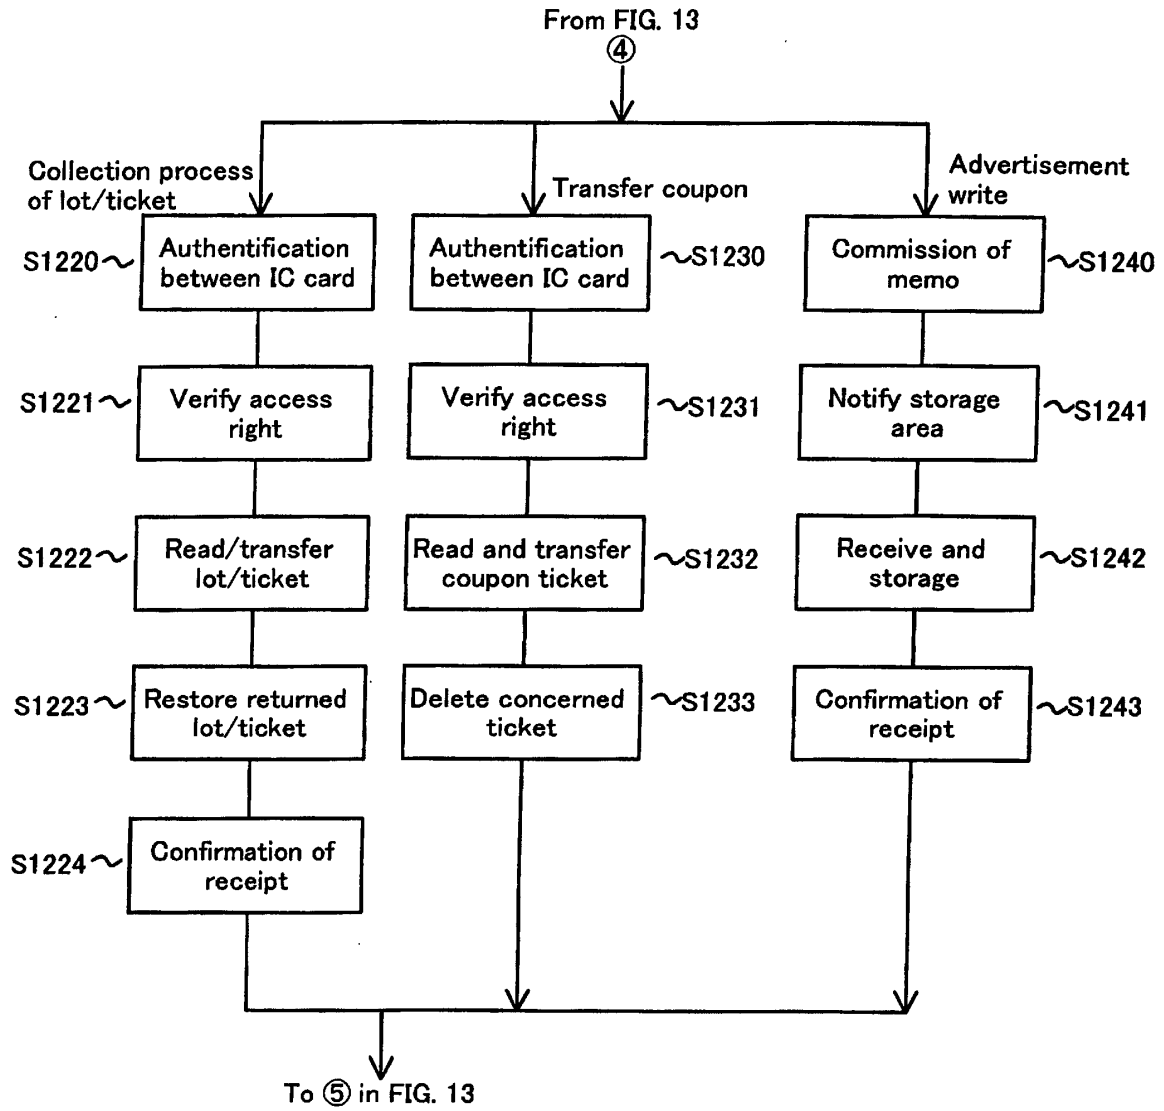 From FIG. 13
④
Collection process
of lot/ticket
Transfer coupon
Advertisement
write
S1220
Authentification
between IC card
Authentification
between IC card
S1230
Commission of
memo
S1240
S1221
Verify access
right
Verify access
right
S1231
Notify storage
area
S1241
S1222
Read/transfer
lot/ticket
Read and transfer
coupon ticket
S1232
Receive and
storage
S1242
S1223
Restore returned
lot/ticket
Delete concerned
ticket
S1233
Confirmation of
receipt
S1243
S1224
Confirmation of
receipt
To ⑤ in FIG. 13